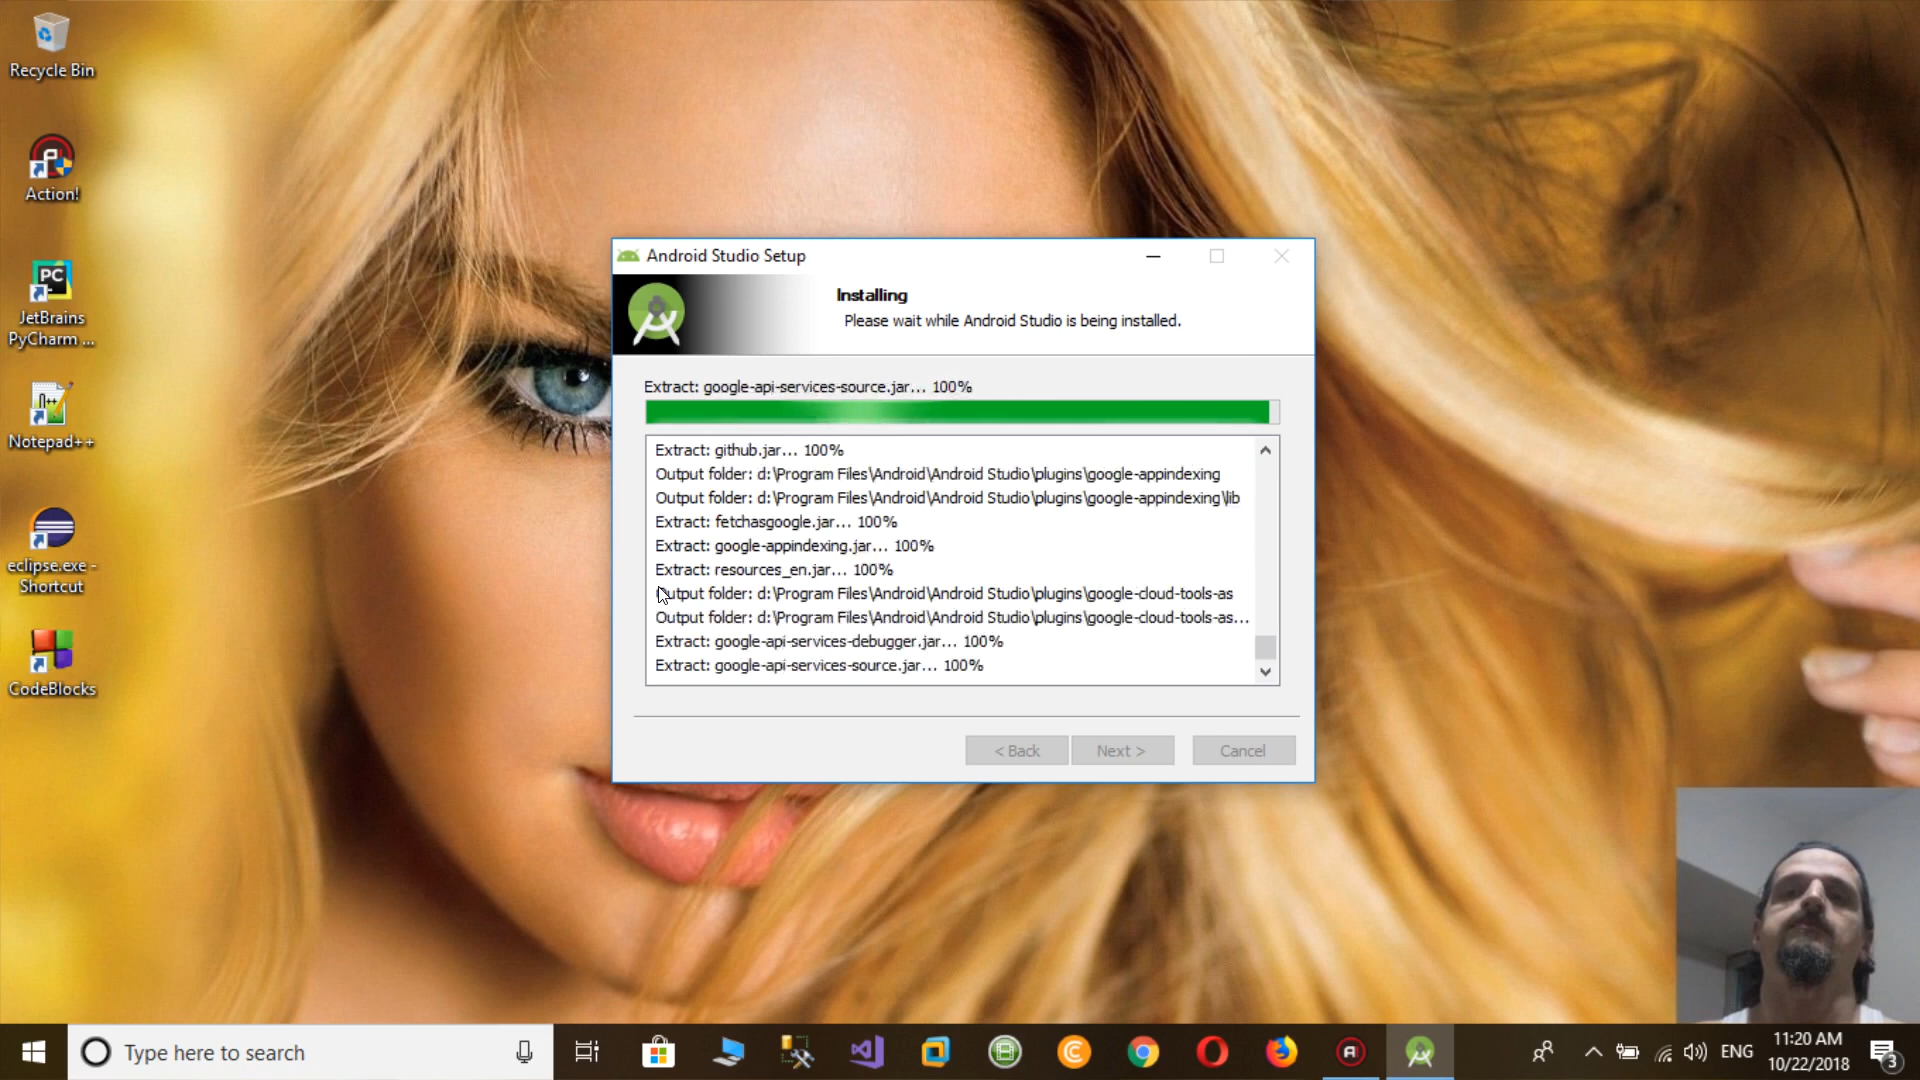 Recycle Bin
Action!
PC
JetBrains
PyCharm ...
Notepad++
eclipse.exe -
Shortcut
CodeBlocks
Android Studio Setup
Installing
Please wait while Android Studio is being installed.
Extract: google-api-services-source.jar... 100%
Extract: github.jar... 100%
Output folder: d:\Program Files\Android\Android Studio\plugins\google-appindexing
Output folder: d:\Program Files\Android\Android Studio\plugins\google-appindexing\lib
Extract: fetchasgoogle.jar... 100%
Extract: google-appindexing.jar... 100%
Extract: resources_en.jar... 100%
Output folder: d:\Program Files\Android\Android Studio\plugins\google-cloud-tools-as
Output folder: d:\Program Files\Android\Android Studio\plugins\google-cloud-tools-as...
Extract: google-api-services-debugger.jar... 100%
Extract: google-api-services-source.jar... 100%
< Back
Next >
Cancel
Type here to search
ENG
11:20 AM
10/22/2018
3